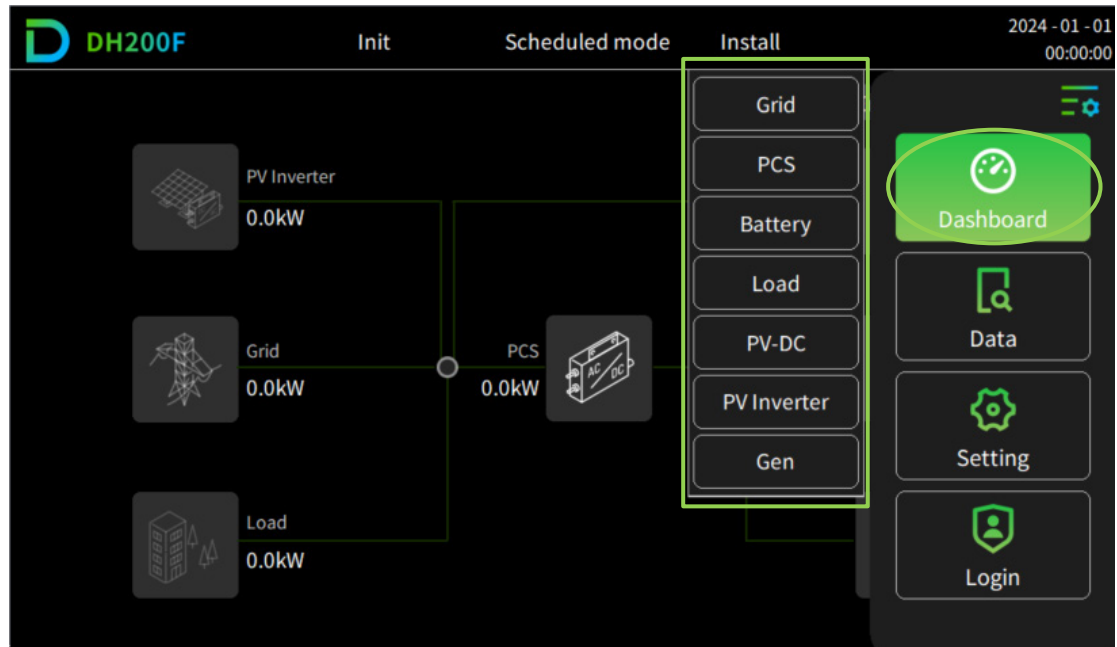 DH200F
Init
Scheduled mode
Install
2024 - 01 - 01
00:00:00
PV Inverter
0.0kW
Grid
0.0kW
Load
0.0kW
PCS
0.0kW
AC
DC
Grid
PCS
Battery
Load
PV-DC
PV Inverter
Gen
Dashboard
Data
Setting
Login